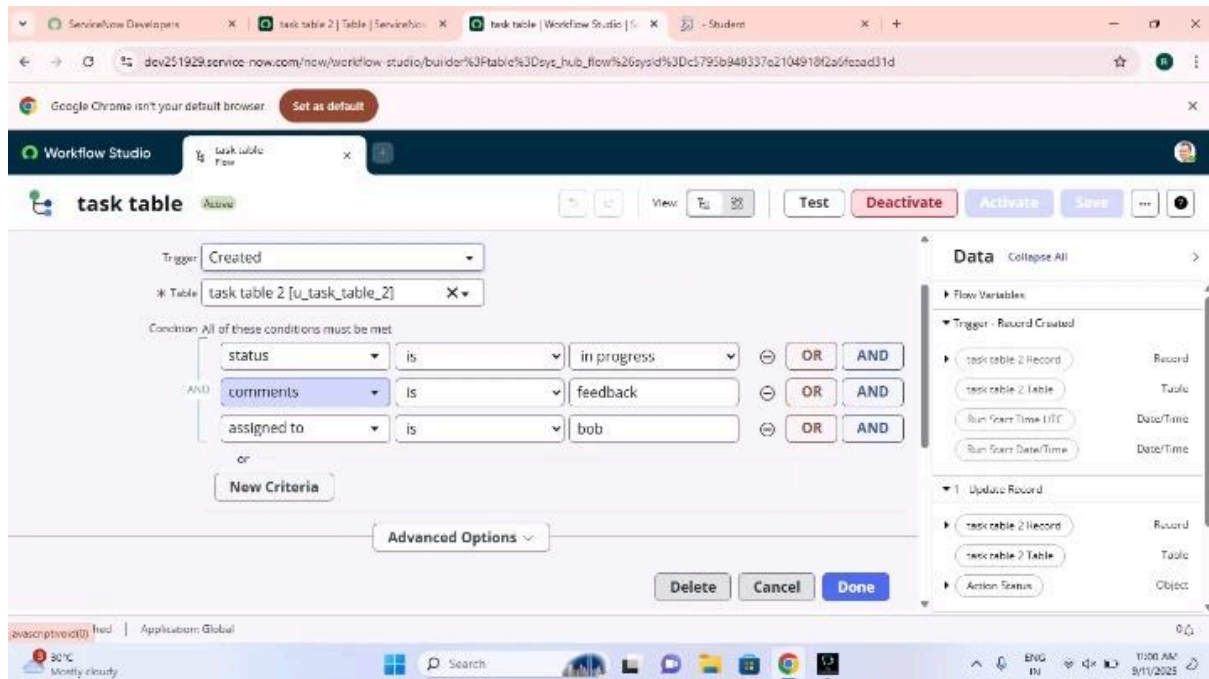 ServiceNow Developers
task table 2 | Table | ServiceNo
task table | Workflow Studio | S
- Student
dev251929.service-now.com/now/workflow-studio/builder%3Ftable%3Dsys_hub_flow%26sysid%3Dc5795b948337e2104918f2a6fesad31d
Google Chrome isn't your default browser
Set as default
Workflow Studio
task table
Flow
task table
Active
View:
Test
Deactivate
Activate
Save
Trigger
Created
* Table
task table 2 [u_task_table_2]
Condition All of these conditions must be met
status
is
in progress
OR
AND
AND
comments
is
feedback
OR
AND
assigned to
is
bob
OR
AND
or
New Criteria
Advanced Options
Delete
Cancel
Done
Data
Collapse All
Flow Variables
Trigger - Record Created
task table 2 Record
Record
task table 2 Table
Table
Run Start Time UTC
Date/Time
Run Start Date/Time
Date/Time
1 - Update Record
task table 2 Record
Record
task table 2 Table
Table
Action Status
Object
avascript:void(0)
hed
Application: Global
0
3
30°C
Mostly cloudy
Search
ENG
IN
11:00 AM
9/11/2025